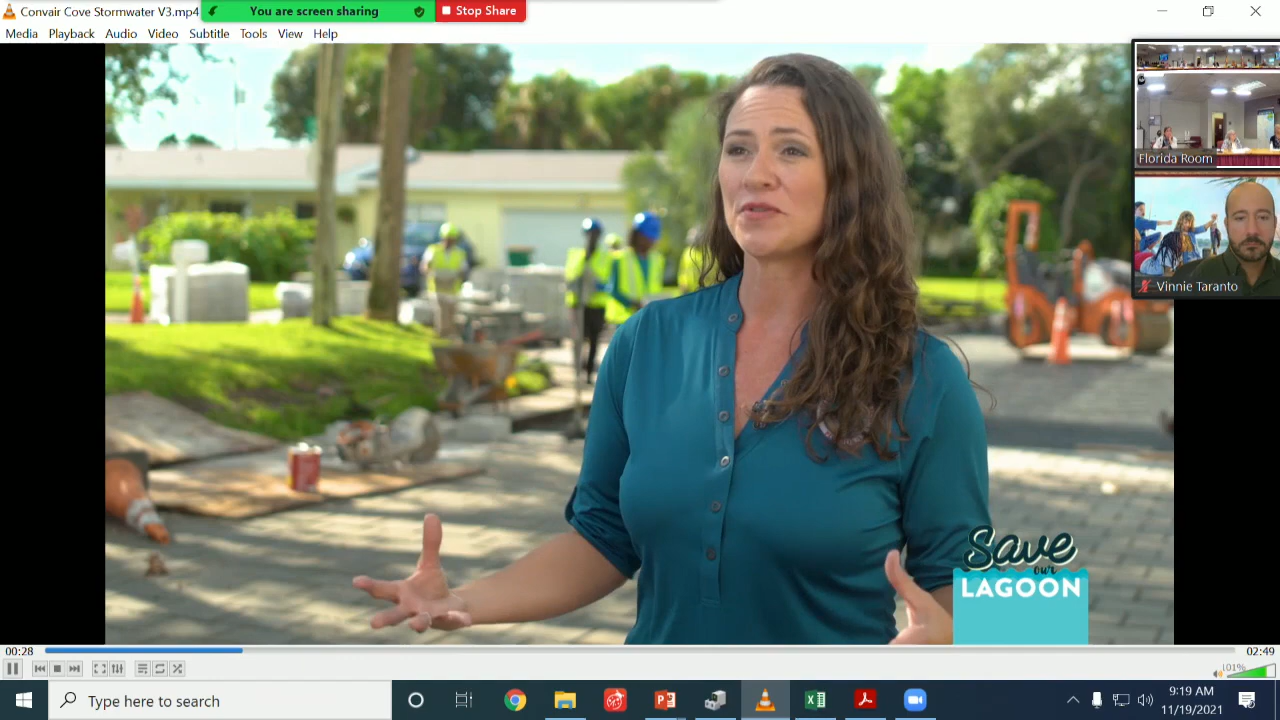 Convair Cove Stormwater V3.mp4
You are screen sharing
Stop Share
Media Playback Audio Video Subtitle Tools View Help
Florida Room
Vinnie Taranto
Save
our
LAGOON
00:28
02:49
101%
Type here to search
9:19 AM
11/19/2021